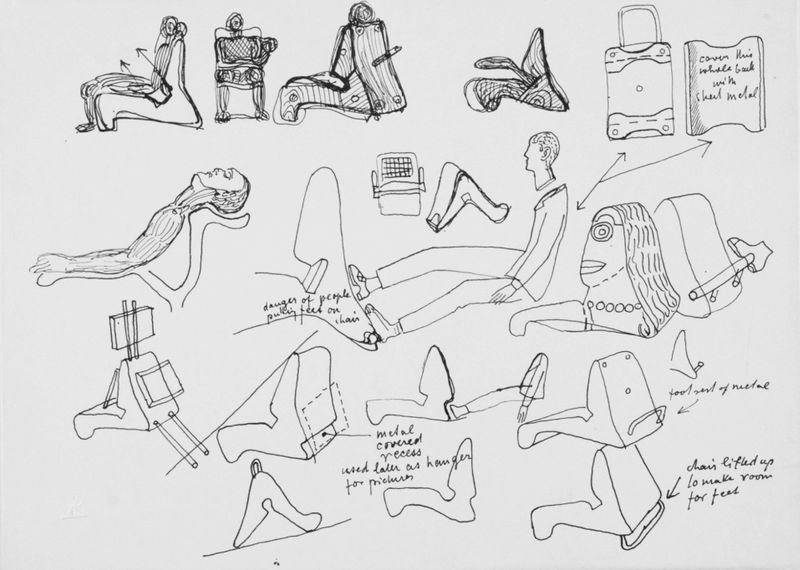 cover this
whole back
with
sheet metal
danger of people
putting feet on
chair
foot rest of metal
metal
covered
recess
used later as hanger
for pictures
chair lifted up
to make room
for feet